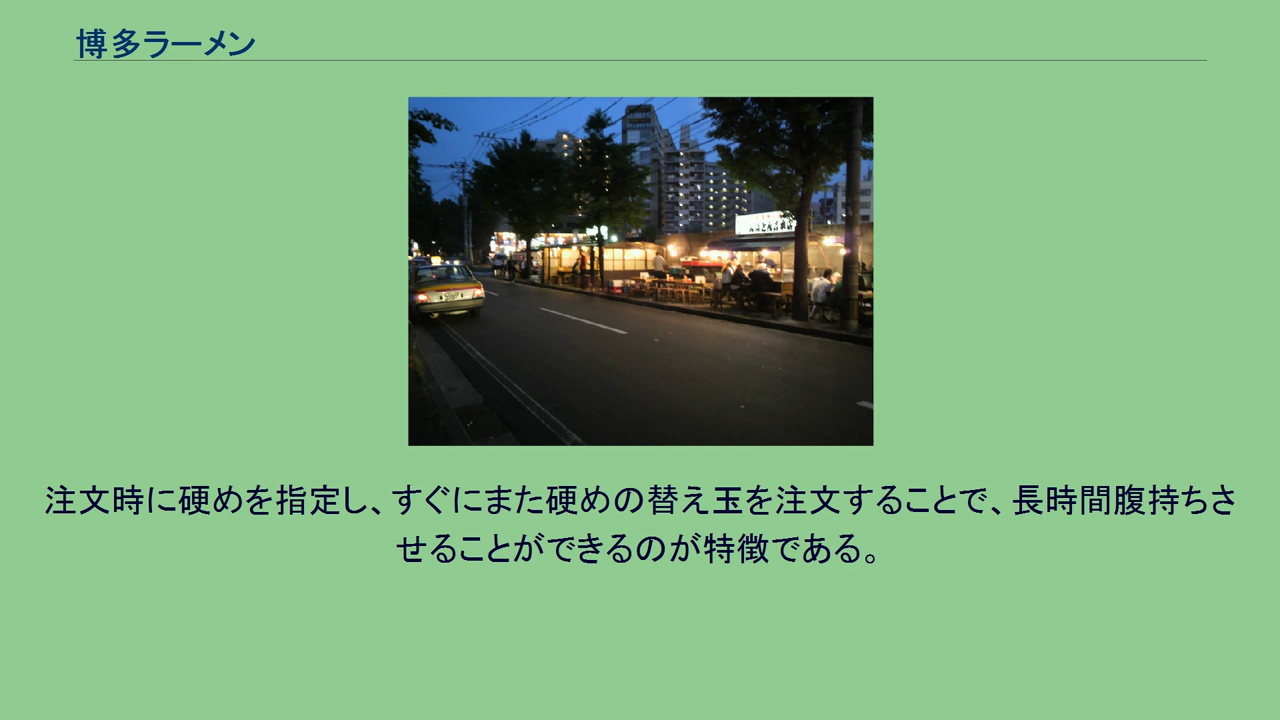 博多ラーメン
注文時に硬めを指定し、すぐにまた硬めの替え玉を注文することで、長時間腹持ちさ
せることができるのが特徴である。